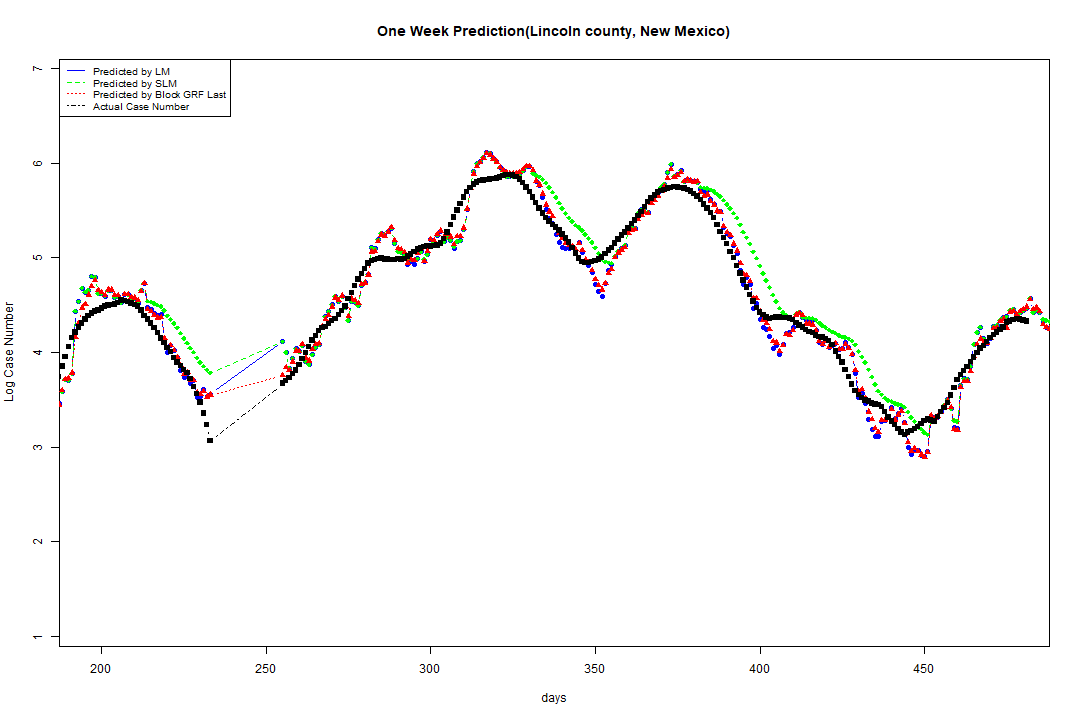 One Week Prediction(Lincoln county, New Mexico)
Predicted by LM
Predicted by SLM
Predicted by Block GRF Last
Actual Case Number
7
6
5
4
3
2
1
Log Case Number
200 250 300 350 400 450
days